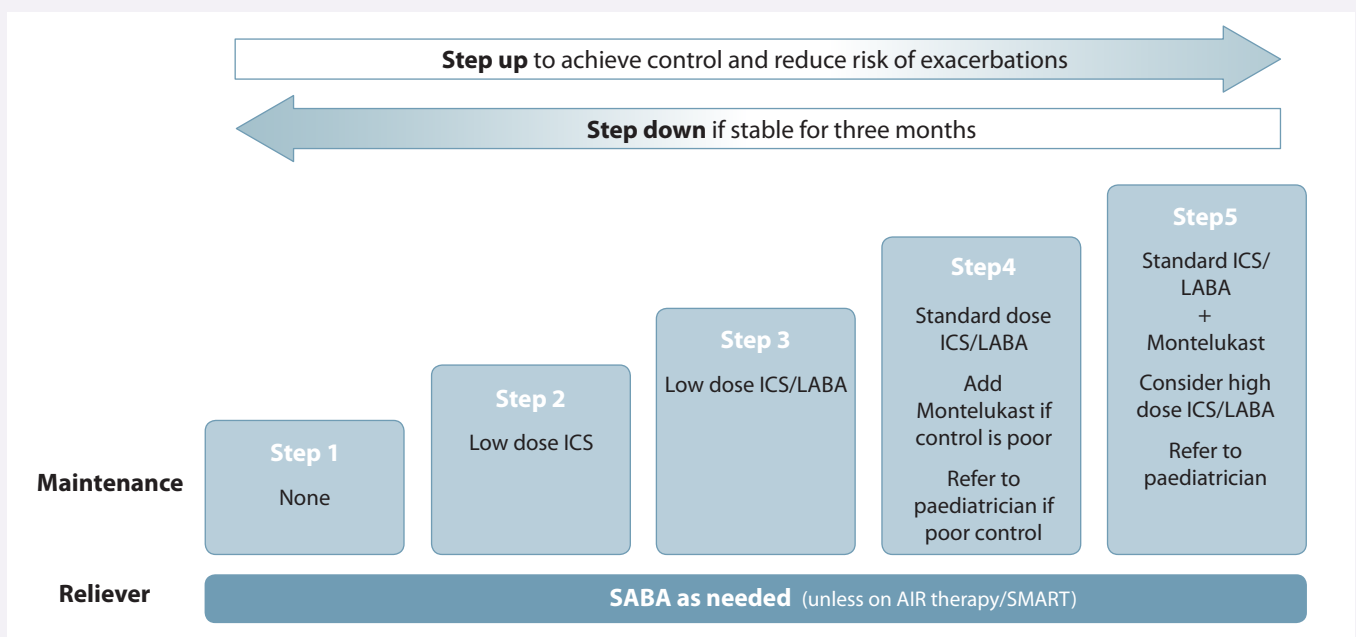 Step up to achieve control and reduce risk of exacerbations
Step down if stable for three months
Maintenance
Step 1
None
Step 2
Low dose ICS
Step 3
Low dose ICS/LABA
Step4
Standard dose
ICS/LABA
Add
Montelukast if
control is poor
Refer to
paediatrician if
poor control
Step5
Standard ICS/
LABA
+
Montelukast
Consider high
dose ICS/LABA
Refer to
paediatrician
Reliever
SABA as needed (unless on AIR therapy/SMART)